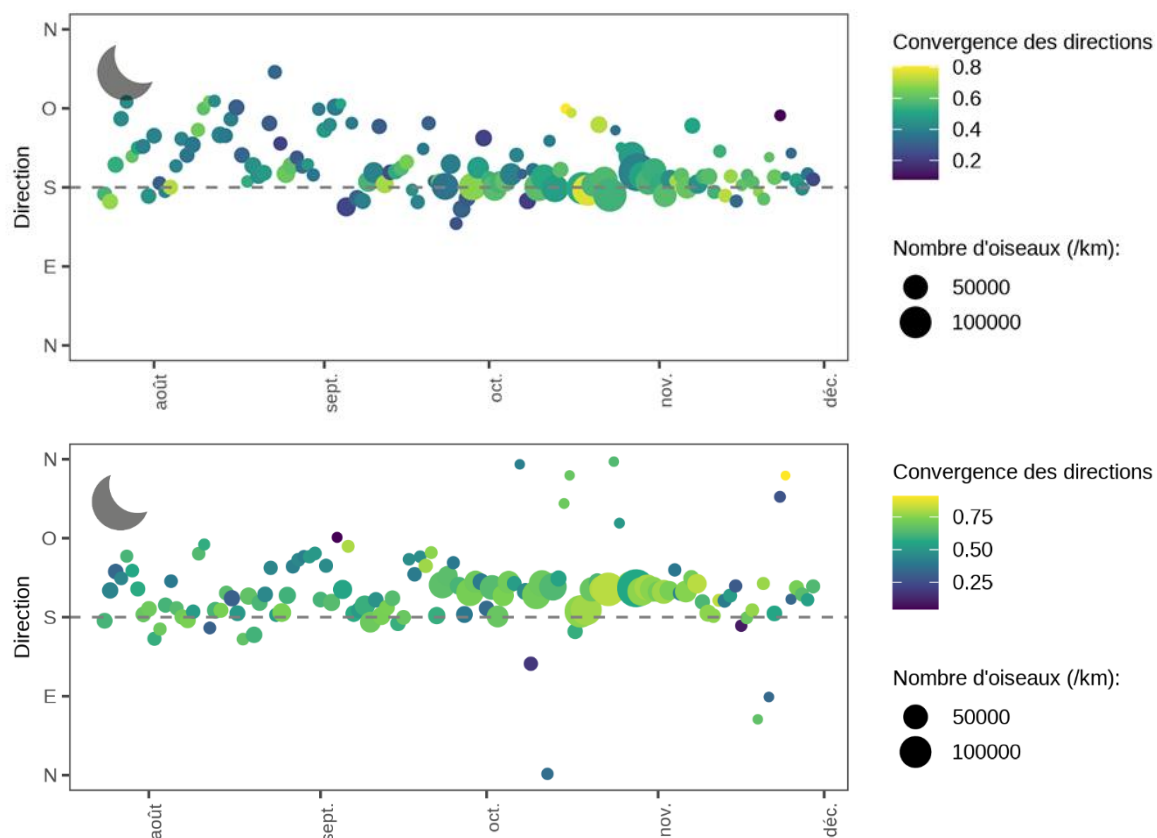 N
O
S
E
N
Direction
août
sept.
oct.
nov.
déc.
Convergence des directions
0.8
0.6
0.4
0.2
Nombre d'oiseaux (/km):
50000
100000
N
O
S
E
N
Direction
août
sept.
oct.
nov.
déc.
Convergence des directions
0.75
0.50
0.25
Nombre d'oiseaux (/km):
50000
100000